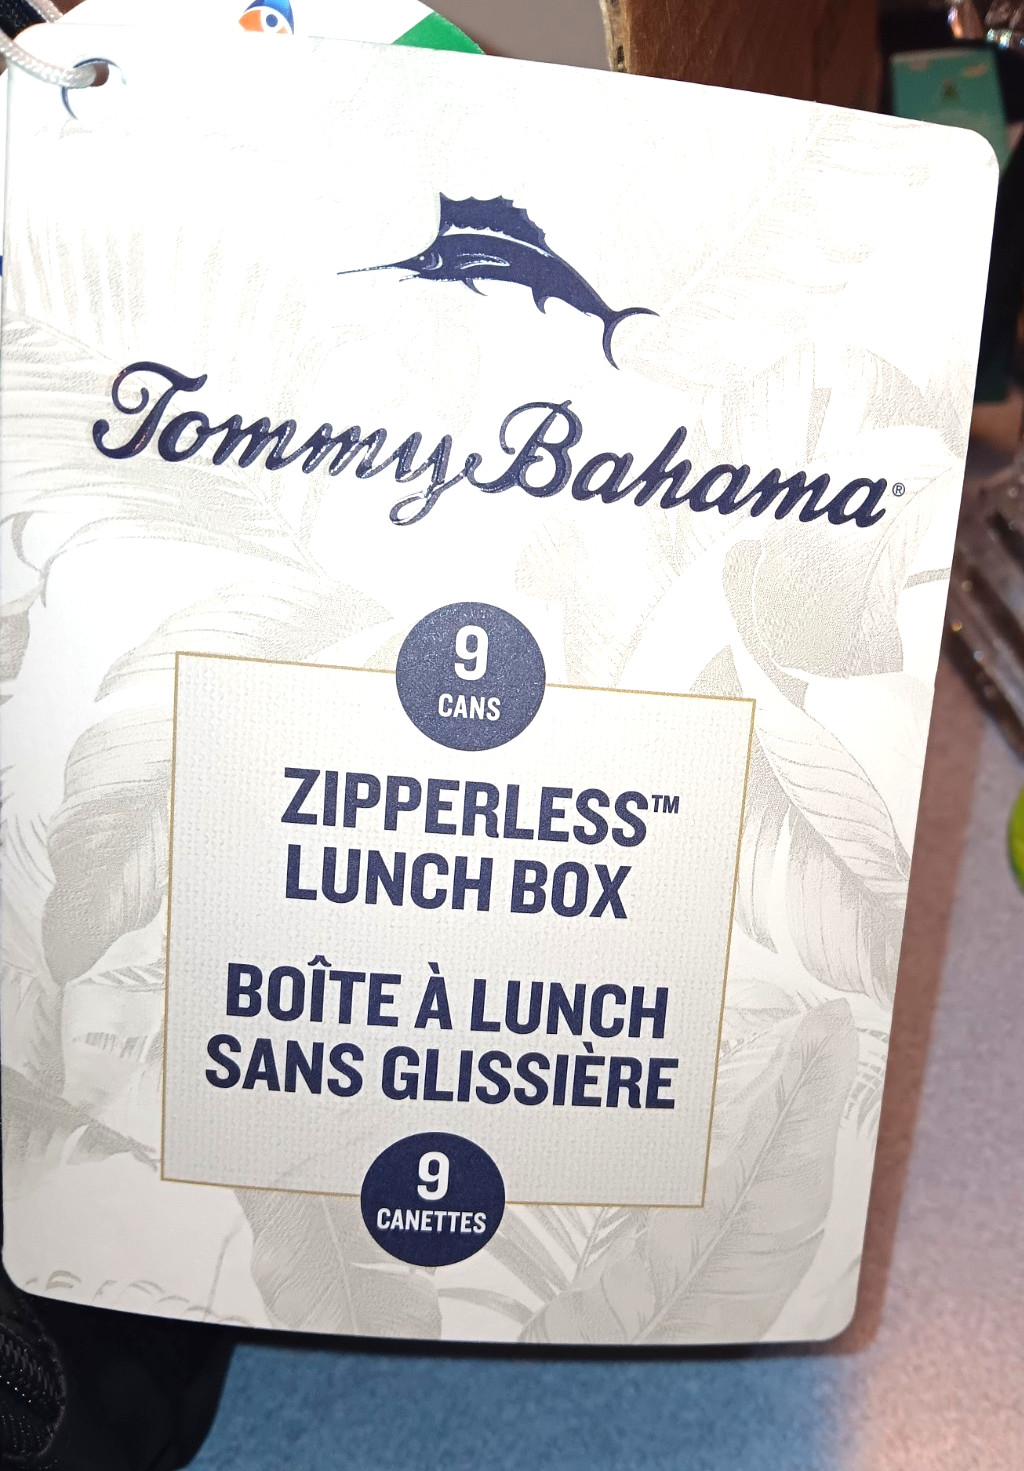 Tommy Bahama®
9
CANS
ZIPPERLESS™
LUNCH BOX
BOÎTE À LUNCH
SANS GLISSIÈRE
9
CANETTES